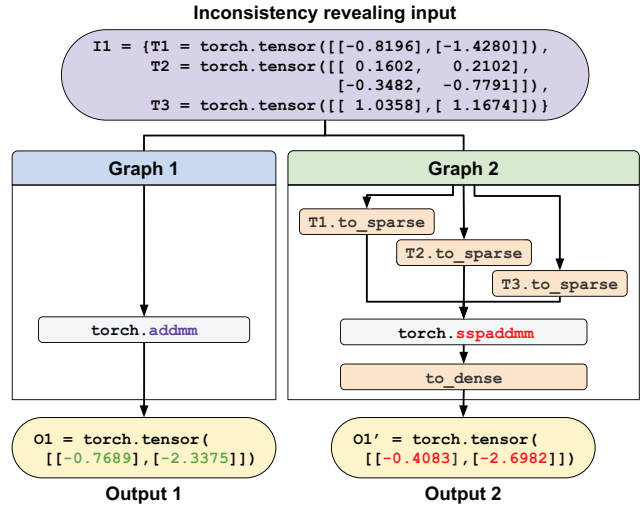 Inconsistency revealing input
I1 = {T1 = torch.tensor([[-0.8196],[-1.4280]]),
T2 = torch.tensor([[ 0.1602, 0.2102],
[-0.3482, -0.7791]]),
T3 = torch.tensor([[ 1.0358],[ 1.1674]])}
Graph 1
torch.addmm
O1 = torch.tensor(
[[-0.7689],[-2.3375]])
Output 1
Graph 2
T1.to_sparse
T2.to_sparse
T3.to_sparse
torch.sspaddmm
to_dense
O1’ = torch.tensor(
[[-0.4083],[-2.6982]])
Output 2